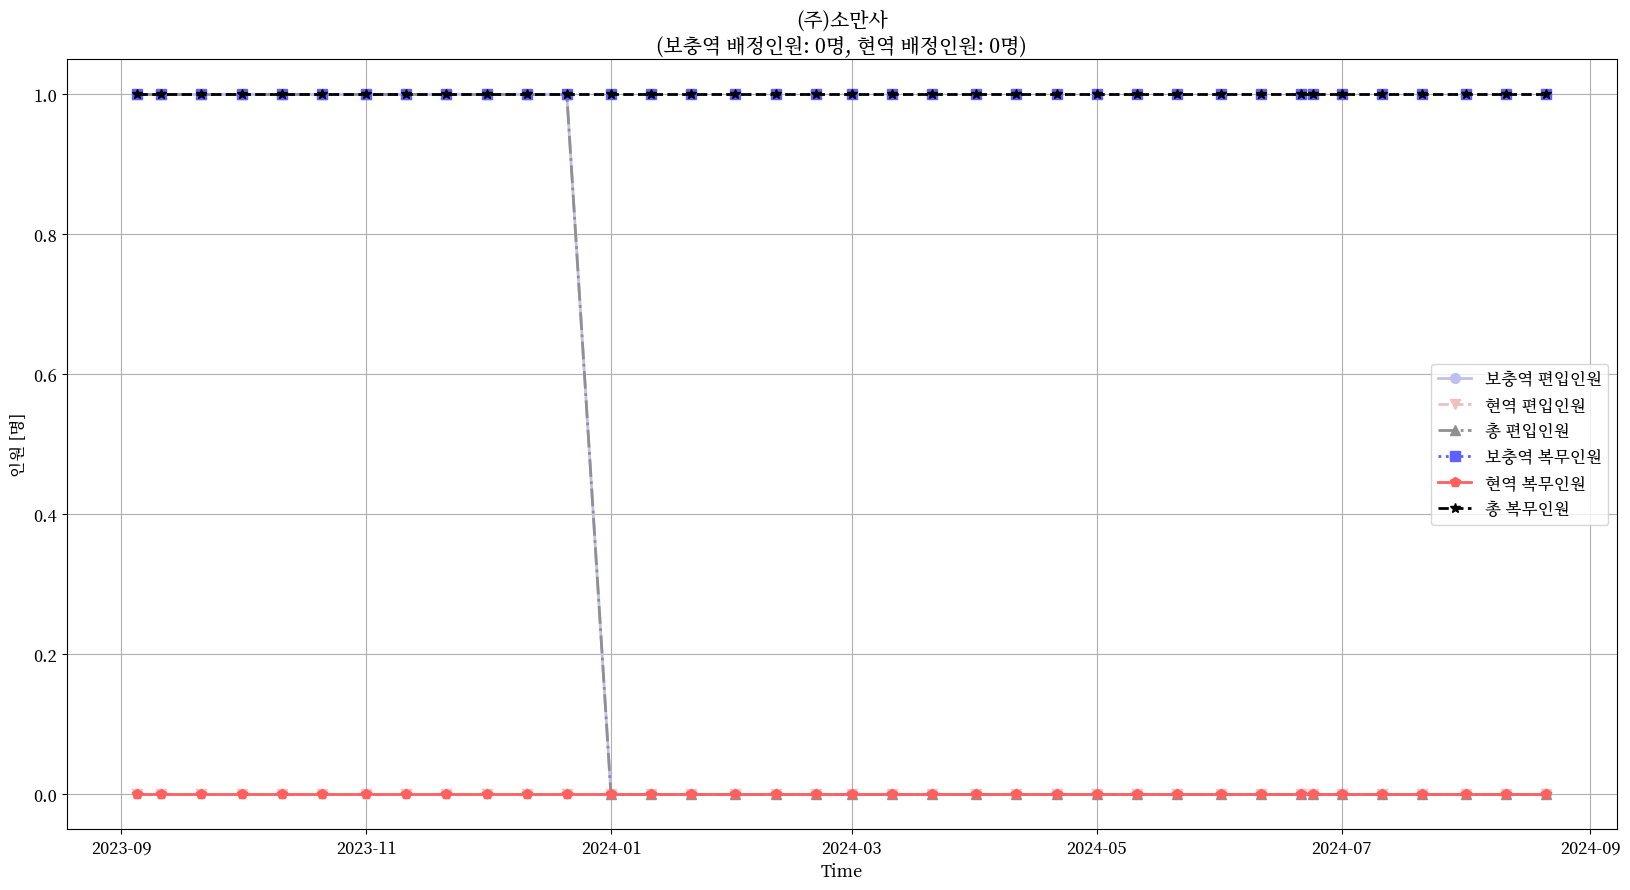 (주)소만사
(보충역 배정인원: 0명, 현역 배정인원: 0명)
인원 [명]
1.0
0.8
0.6
0.4
0.2
0.0
보충역 편입인원
현역 편입인원
총 편입인원
보충역 복무인원
현역 복무인원
총 복무인원
2023-09
2023-11
2024-01
2024-03
2024-05
2024-07
2024-09
Time